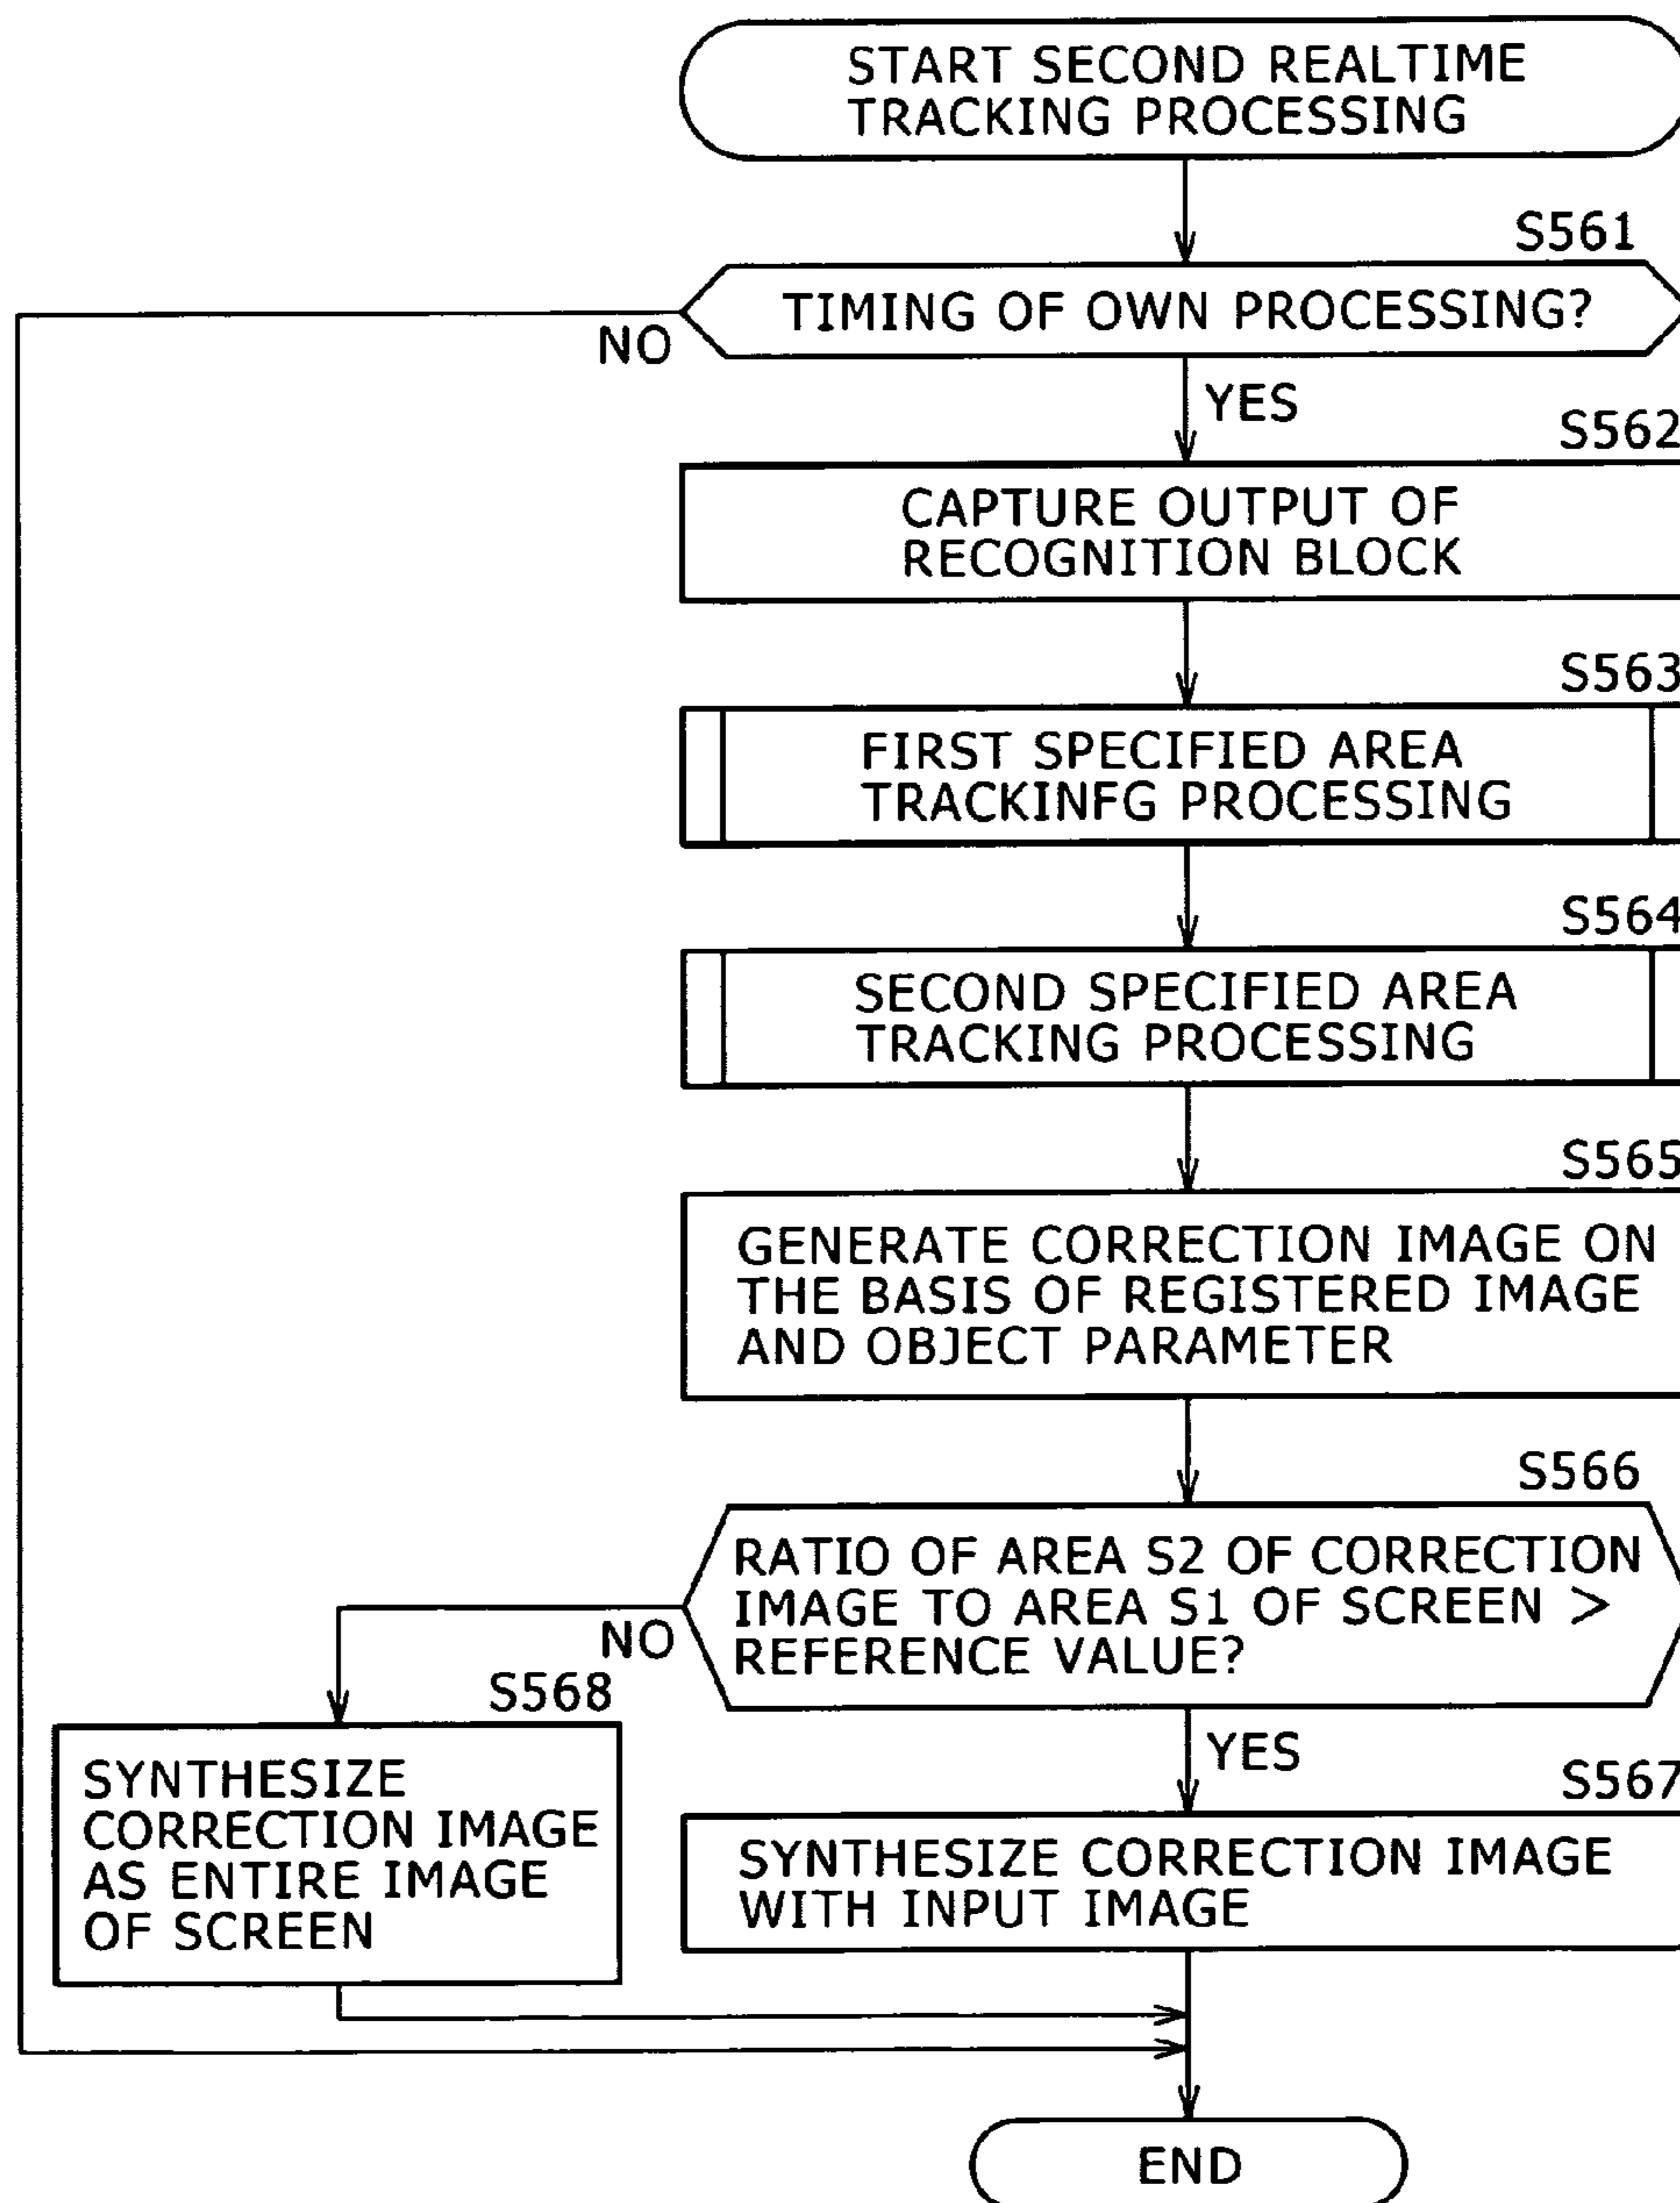 START SECOND REALTIME
TRACKING PROCESSING
S561
TIMING OF OWN PROCESSING?
NO
YES
S562
CAPTURE OUTPUT OF
RECOGNITION BLOCK
S563
FIRST SPECIFIED AREA
TRACKINFG PROCESSING
S564
SECOND SPECIFIED AREA
TRACKING PROCESSING
S565
GENERATE CORRECTION IMAGE ON
THE BASIS OF REGISTERED IMAGE
AND OBJECT PARAMETER
S566
RATIO OF AREA S2 OF CORRECTION
IMAGE TO AREA S1 OF SCREEN >
REFERENCE VALUE?
NO
S568
SYNTHESIZE
CORRECTION IMAGE
AS ENTIRE IMAGE
OF SCREEN
YES
S567
SYNTHESIZE CORRECTION IMAGE
WITH INPUT IMAGE
END